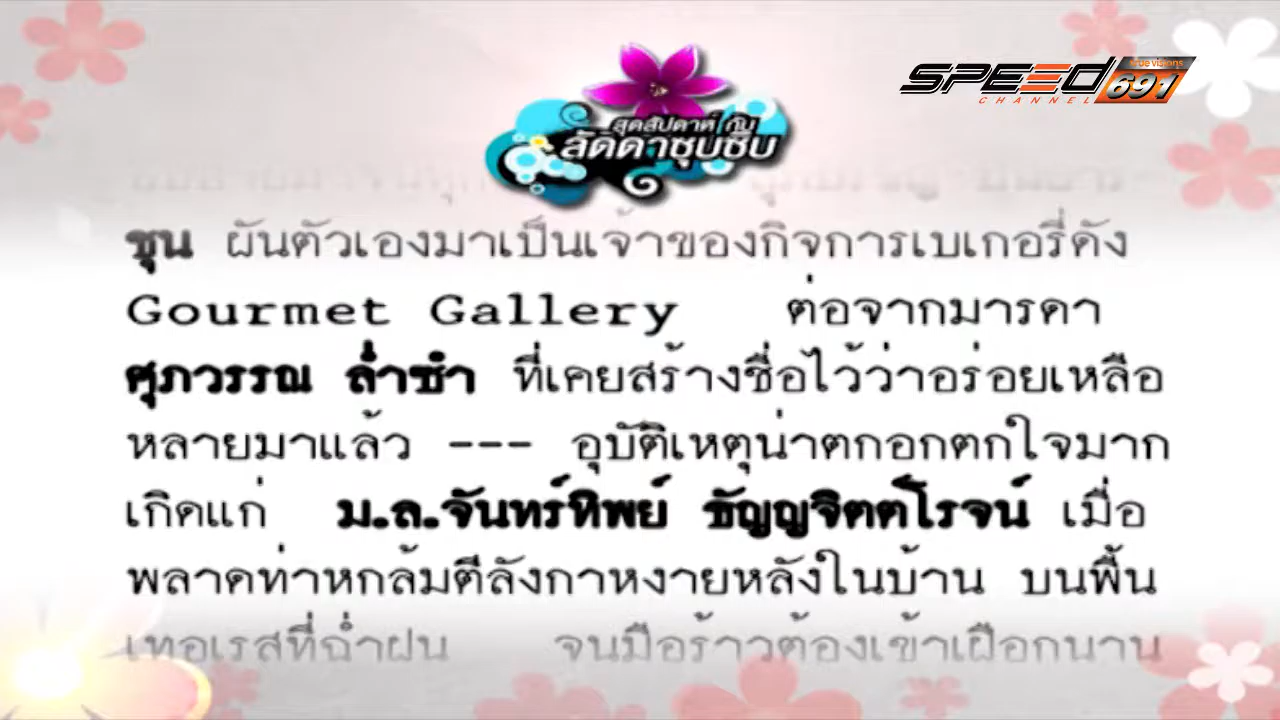 SPEED
CHANNEL
true visions
691
สุดสัปดาห์ กับ
ลัดดาซุบซิบ
ชุน ผันตัวเองมาเป็นเจ้าของกิจการเบเกอรี่ดัง
Gourmet Gallery ต่อจากมารดา
ศุภวรรณ ล่ำซำ ที่เคยสร้างชื่อไว้ว่าอร่อยเหลือ
หลายมาแล้ว --- อุบัติเหตุน่าตกอกตกใจมาก
เกิดแก่ ม.ล.จันทร์ทิพย์ ธัญญจิตต์โรจน์ เมื่อ
พลาดท่าหกล้มตีลังกาหงายหลังในบ้าน บนพื้น
เทอเรสที่ฉ่ำฝน จนมือร้าวต้องเข้าเฝือกนาน